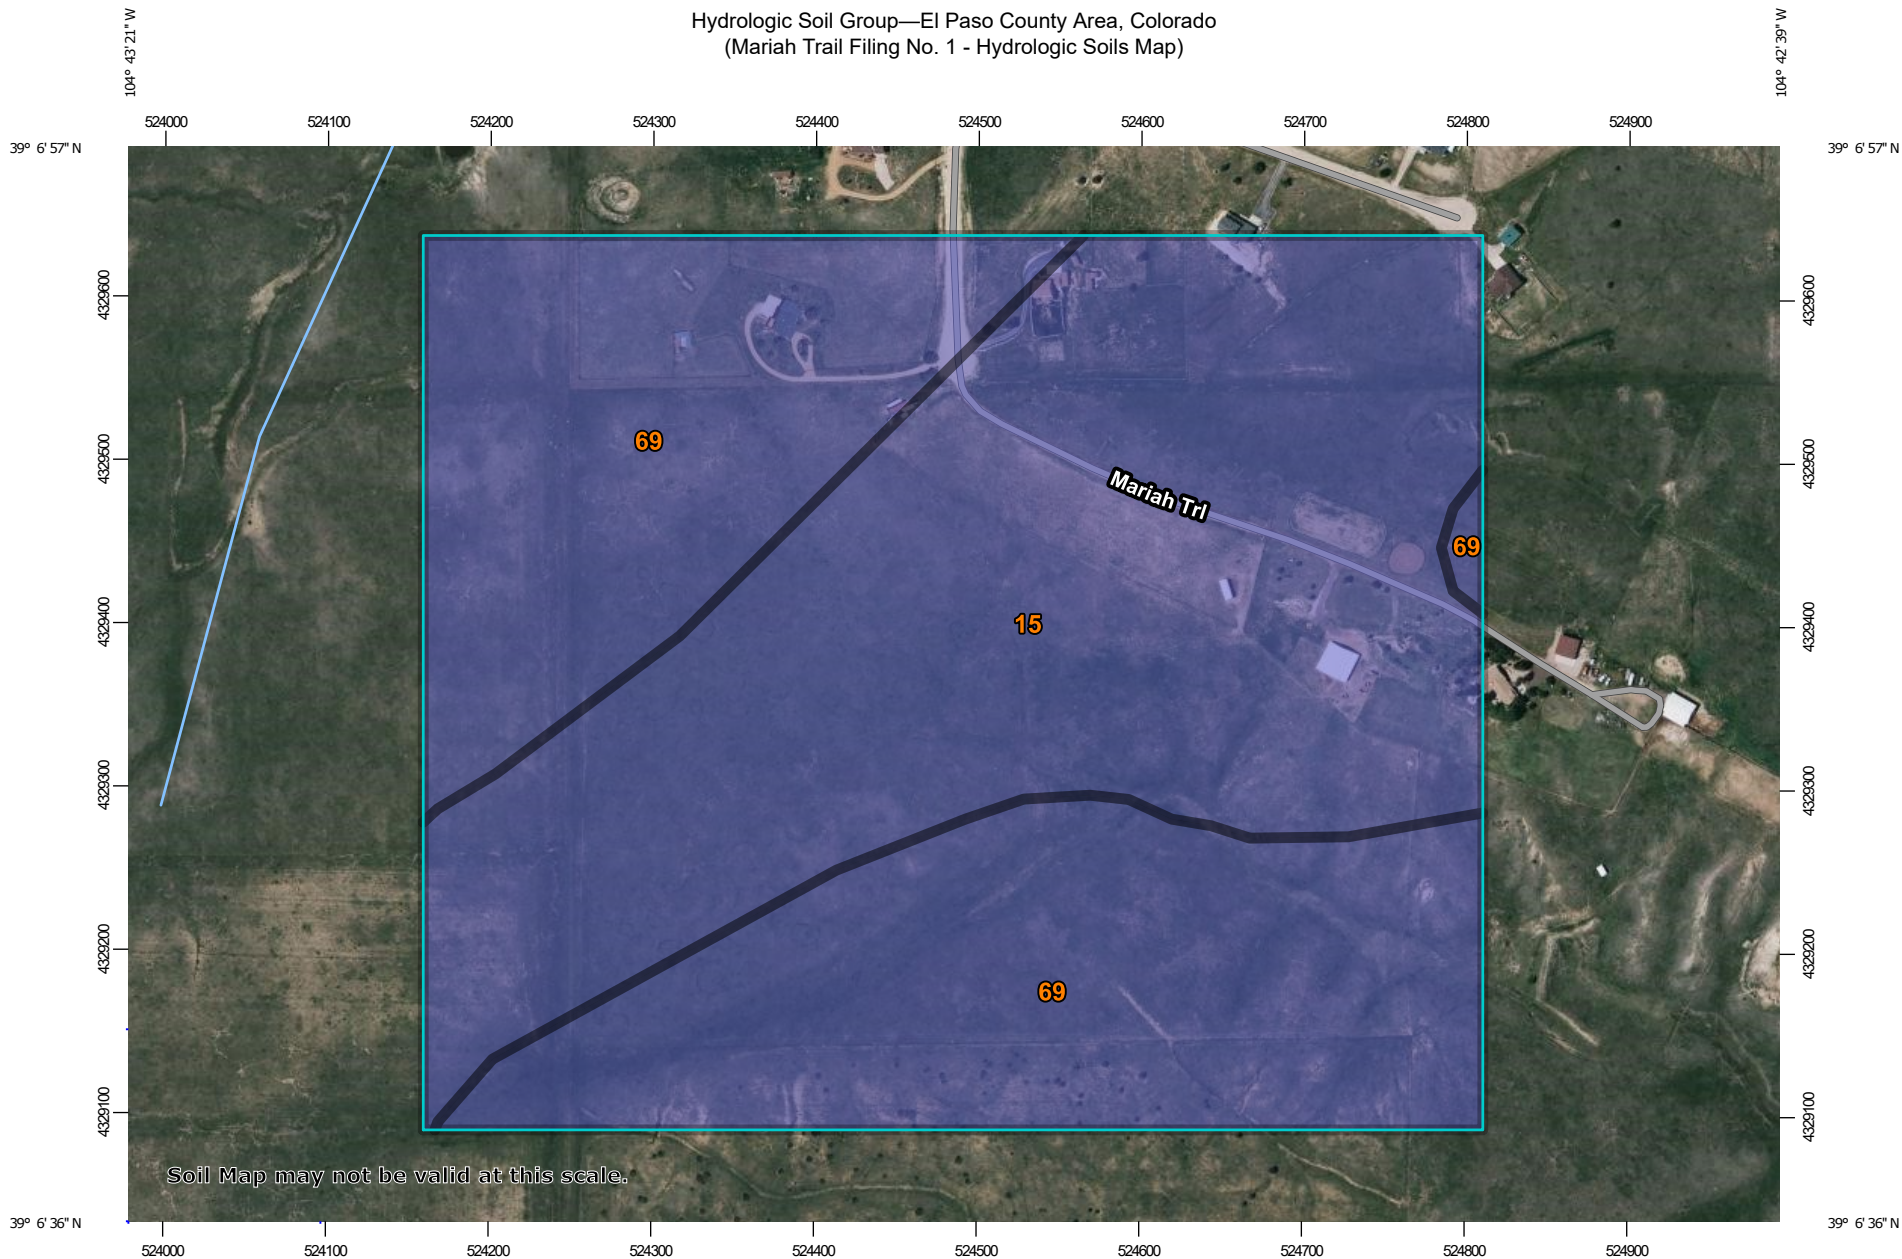 Hydrologic Soil Group—El Paso County Area, Colorado
(Mariah Trail Filing No. 1 - Hydrologic Soils Map)
104° 43' 21" W
104° 42' 39" W
524000 524100 524200 524300 524400 524500 524600 524700 524800 524900
39° 6' 57" N
39° 6' 57" N
4329600
4329600
69
4329500
4329500
Mariah Trl
69
15
4329400
4329400
4329300
4329300
4329200
4329200
69
4329100
4329100
Soil Map may not be valid at this scale.
39° 6' 36" N
39° 6' 36" N
524000 524100 524200 524300 524400 524500 524600 524700 524800 524900